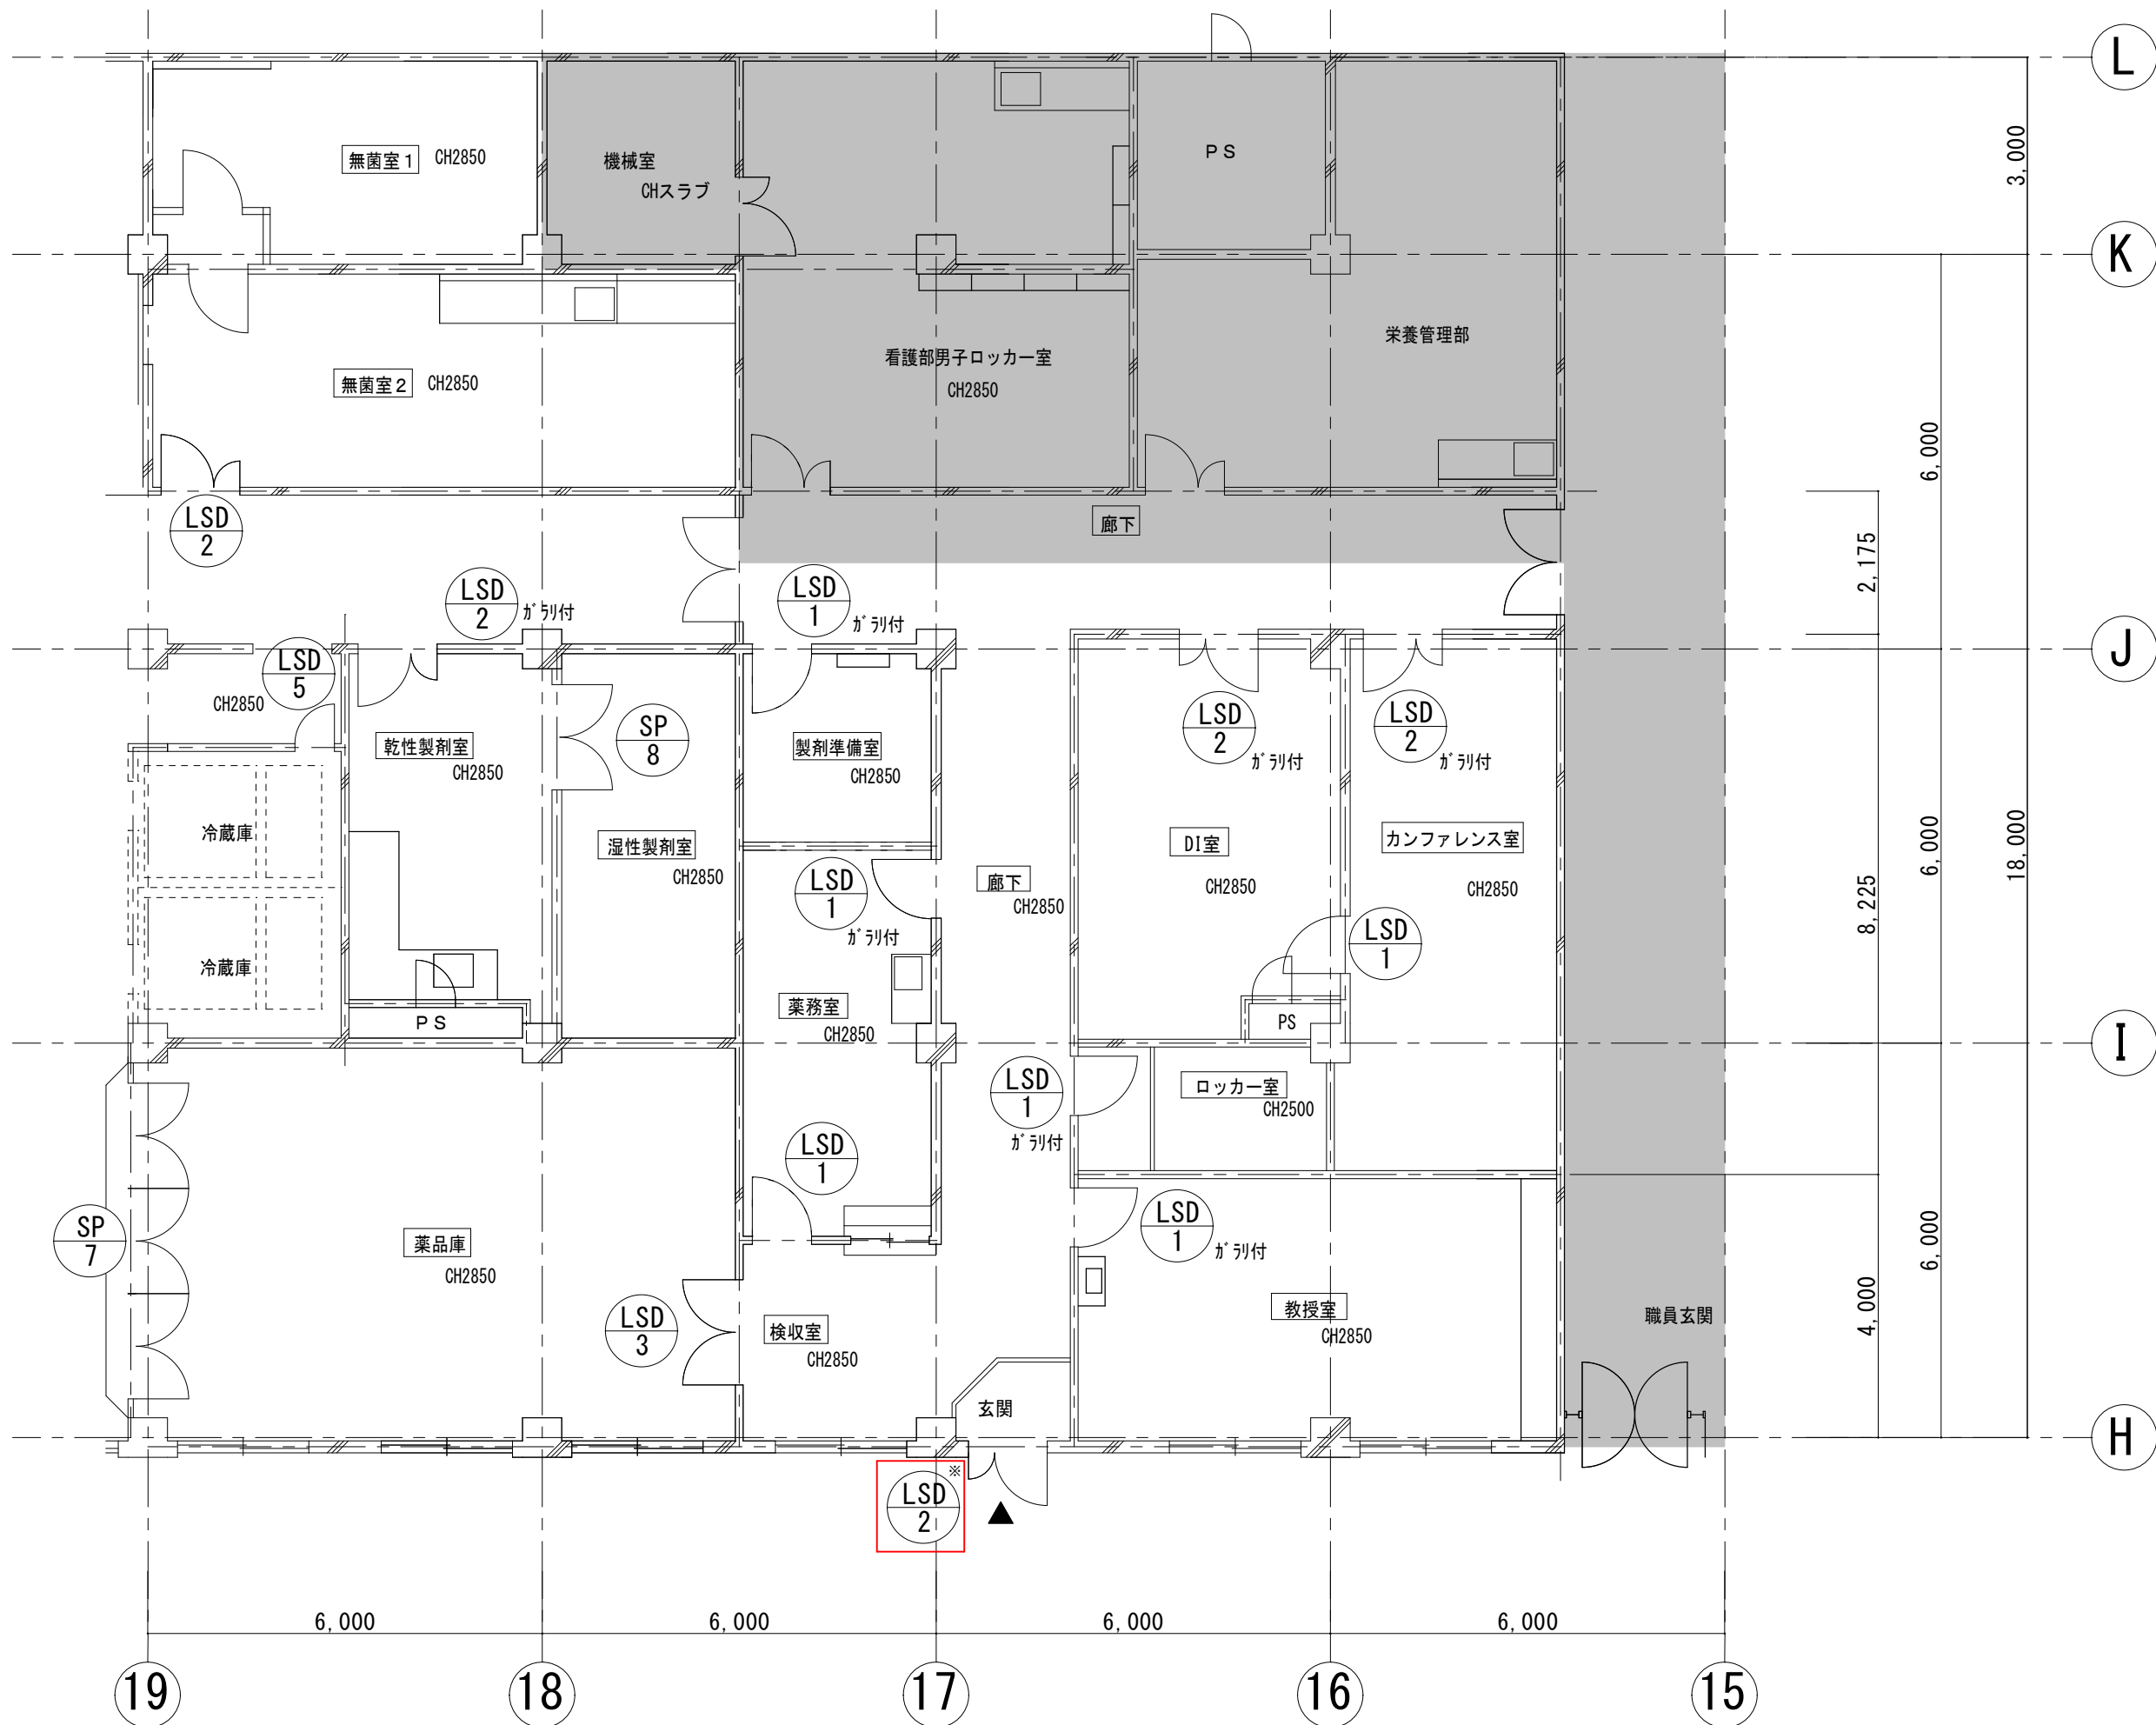 L
3,000
無菌室1 CH2850
機械室
CHスラブ
PS
K
無菌室2 CH2850
看護部男子ロッカー室
CH2850
栄養管理部
6,000
LSD
2
廊下
2,175
LSD
2
ガラリ付
LSD
1
ガラリ付
J
LSD
5
CH2850
乾性製剤室
CH2850
SP
8
製剤準備室
CH2850
LSD
2
ガラリ付
LSD
2
ガラリ付
冷蔵庫
湿性製剤室
CH2850
LSD
1
ガラリ付
廊下
CH2850
DI室
CH2850
カンファレンス室
CH2850
8,225
6,000
18,000
冷蔵庫
PS
薬務室
CH2850
LSD
1
PS
I
LSD
1
ガラリ付
ロッカー室
CH2500
LSD
1
SP
7
薬品庫
CH2850
LSD
1
ガラリ付
LSD
3
検収室
CH2850
教授室
CH2850
職員玄関
4,000
6,000
玄関
H
※
LSD
2
6,000
6,000
6,000
6,000
19
18
17
16
15